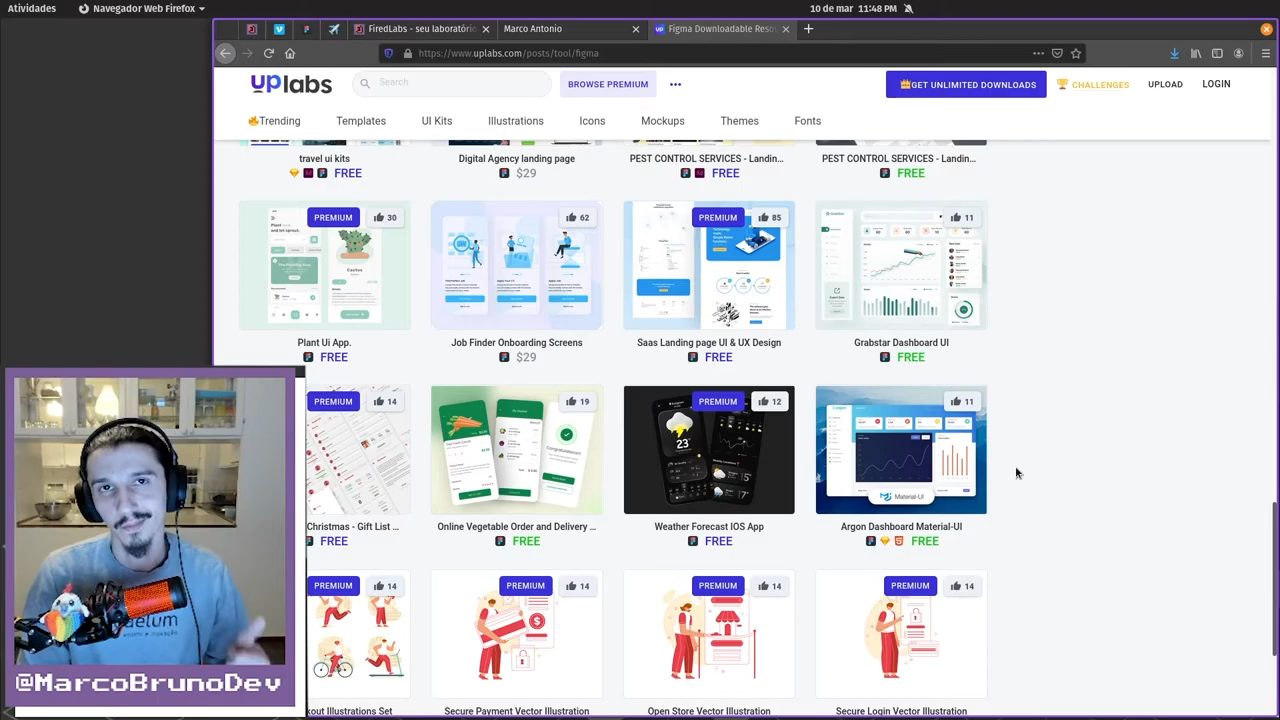 Atividades
Navegador Web Firefox
10 de mar 11:48 PM
FiredLabs - seu laboratório
Marco Antonio
Figma Downloadable Reso
https://www.uplabs.com/posts/tool/figma
uplabs
Search
BROWSE PREMIUM
GET UNLIMITED DOWNLOADS
CHALLENGES
UPLOAD
LOGIN
Trending
Templates
UI Kits
Illustrations
Icons
Mockups
Themes
Fonts
travel ui kits
Digital Agency landing page
PEST CONTROL SERVICES - Landin...
PEST CONTROL SERVICES - Landin...
FREE
$29
FREE
FREE
PREMIUM
30
62
PREMIUM
85
11
Plant Ui App.
Job Finder Onboarding Screens
Saas Landing page UI & UX Design
Grabstar Dashboard UI
FREE
$29
FREE
FREE
PREMIUM
14
19
PREMIUM
12
11
23
Material-UI
Christmas - Gift List ...
Online Vegetable Order and Delivery ...
Weather Forecast IOS App
Argon Dashboard Material-UI
FREE
FREE
FREE
FREE
PREMIUM
14
PREMIUM
14
PREMIUM
14
PREMIUM
14
kout Illustrations Set
Secure Payment Vector Illustration
Open Store Vector Illustration
Secure Login Vector Illustration
aelum
@MarcoBrunoDev